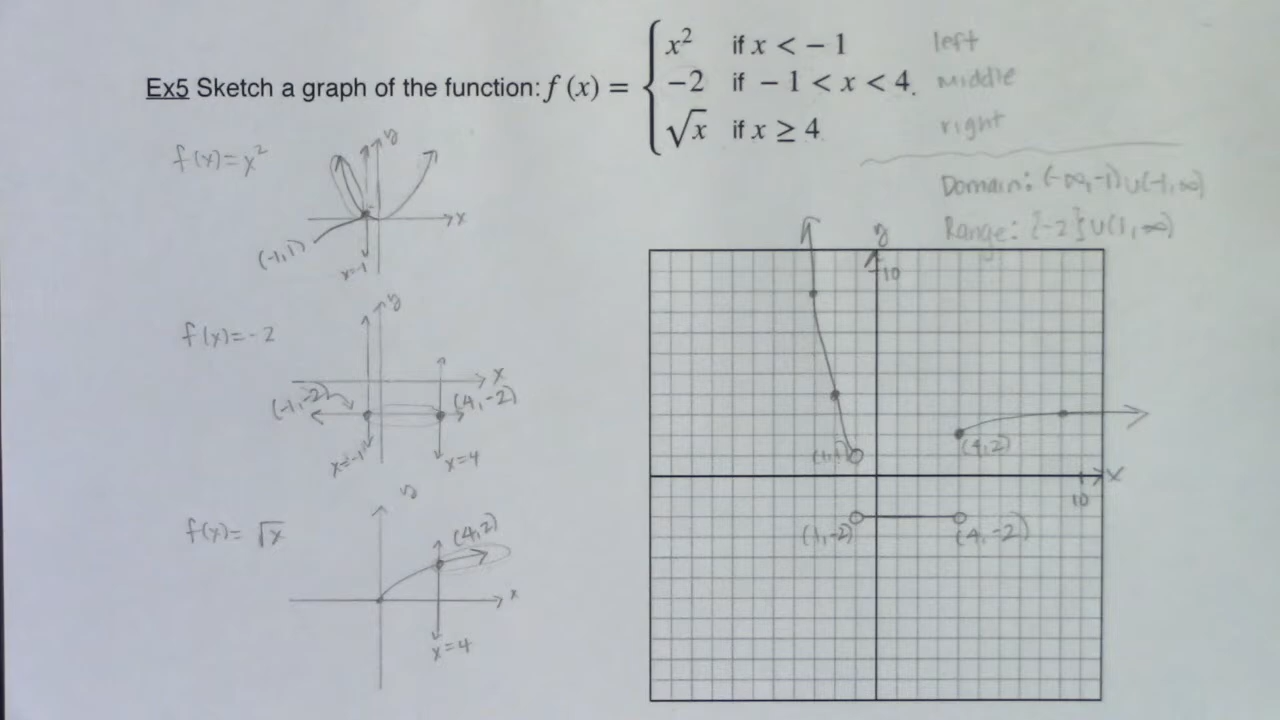 Ex5 Sketch a graph of the function: f (x) = { x² if x < − 1 left
−2 if − 1 < x < 4. middle
√x if x ≥ 4 right
Domain: (-∞,-1)∪(-1,∞)
Range: {-2}∪(1,∞)
f(x)=x²
y
x
(-1,1)
x=-1
f(x)=-2
y
x
(-1,-2)
(4,-2)
x=-1
x=4
f(x)=√x
y
(4,2)
x
x=4
y
10
(4,2)
x
10
(1,-2)
(4,-2)